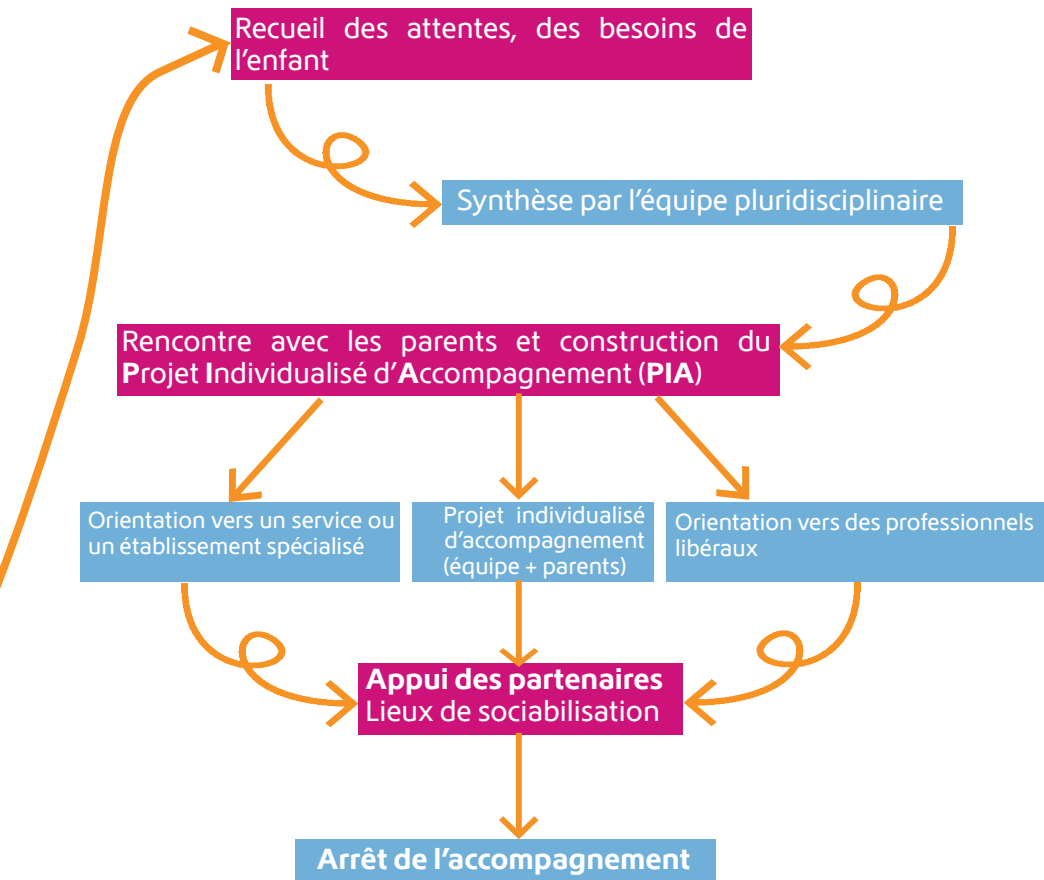 Recueil des attentes, des besoins de
l'enfant
Synthèse par l'équipe pluridisciplinaire
Rencontre avec les parents et construction du
Projet Individualisé d'Accompagnement (PIA)
Orientation vers un service ou
un établissement spécialisé
Projet individualisé
d'accompagnement
(équipe + parents)
Orientation vers des professionnels
libéraux
Appui des partenaires
Lieux de sociabilisation
Arrêt de l'accompagnement